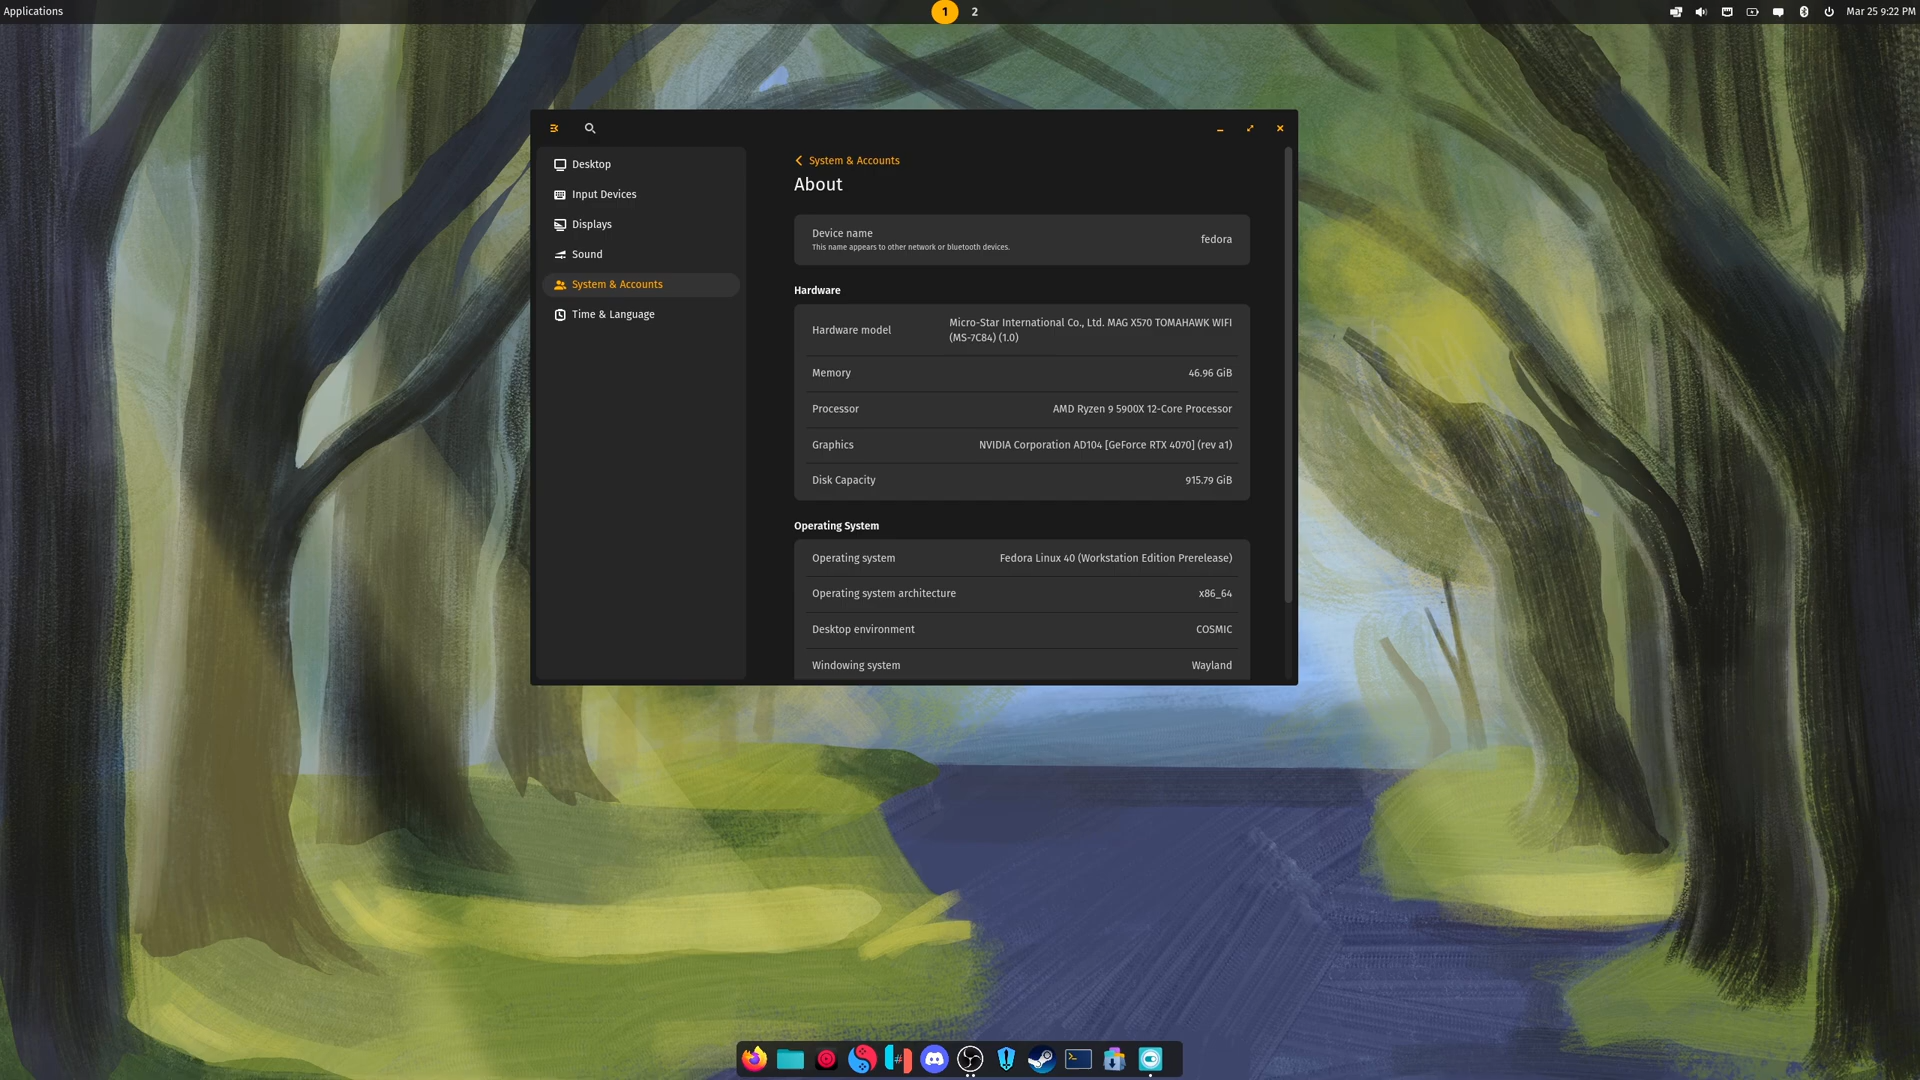 Applications
1
2
Mar 25 9:22 PM
Desktop
Input Devices
Displays
Sound
System & Accounts
Time & Language
System & Accounts
About
Device name
This name appears to other network or bluetooth devices.
fedora
Hardware
Hardware model
Micro-Star International Co., Ltd. MAG X570 TOMAHAWK WIFI
(MS-7C84) (1.0)
Memory
46.96 GiB
Processor
AMD Ryzen 9 5900X 12-Core Processor
Graphics
NVIDIA Corporation AD104 [GeForce RTX 4070] (rev a1)
Disk Capacity
915.79 GiB
Operating System
Operating system
Fedora Linux 40 (Workstation Edition Prerelease)
Operating system architecture
x86_64
Desktop environment
COSMIC
Windowing system
Wayland